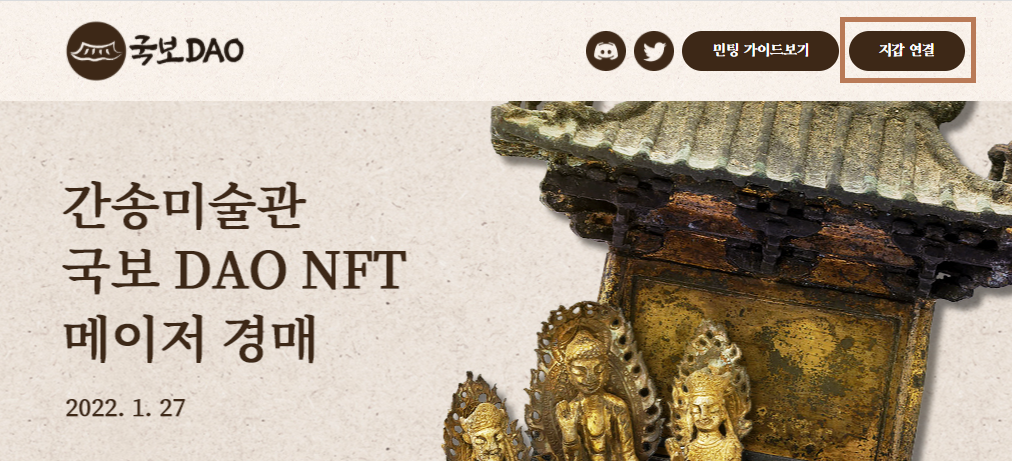 국보DAO
민팅 가이드보기
지갑 연결
간송미술관
국보 DAO NFT
메이저 경매
2022. 1. 27